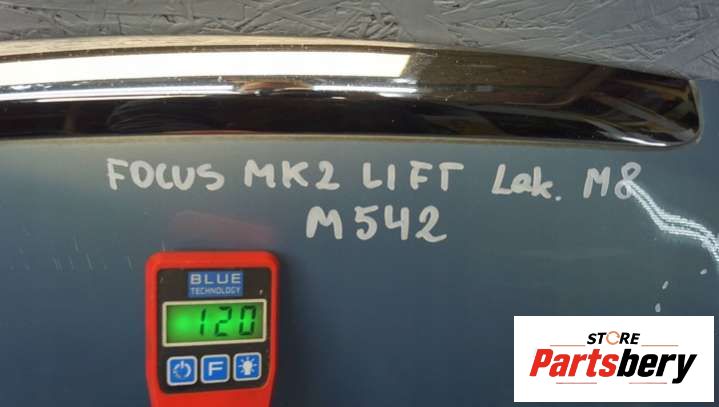 FOCUS MK2 LIFT Lak. M8
M542
BLUE
TECHNOLOGY
120
F
STORE
Partsbery